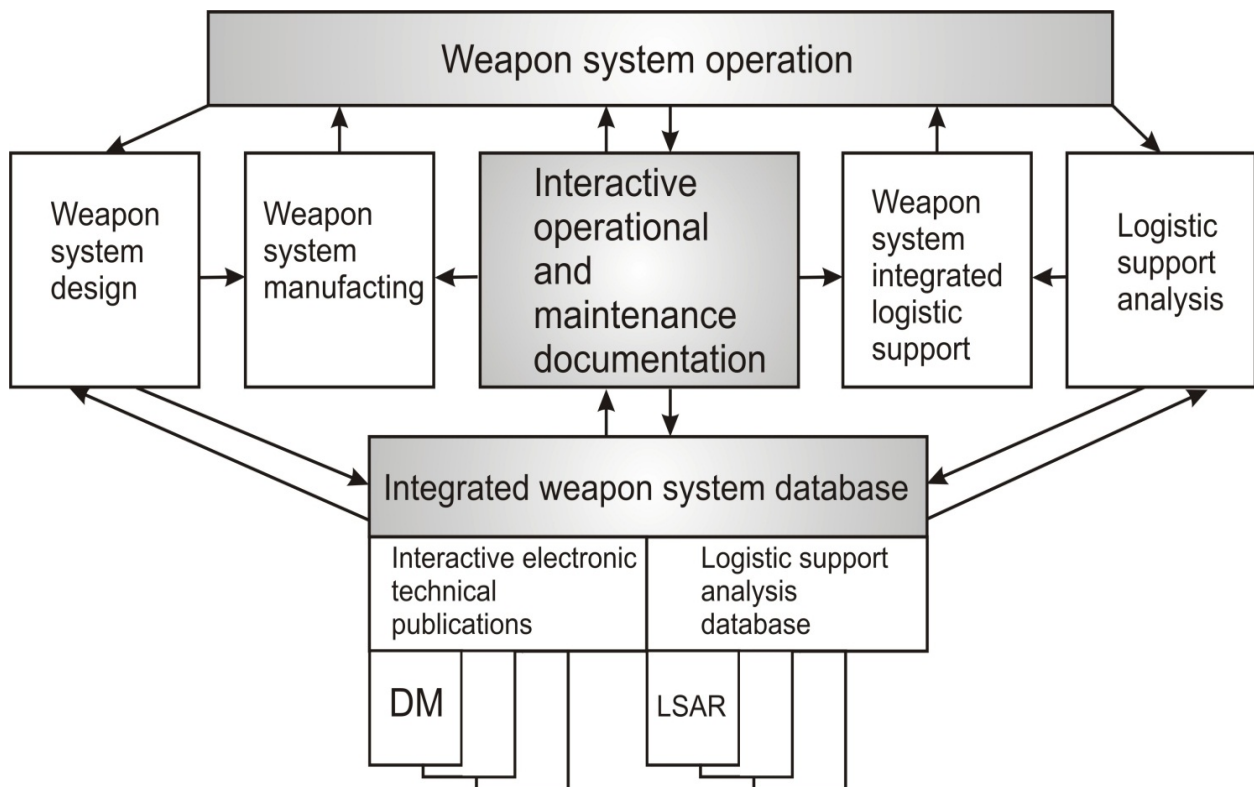 Weapon system operation
Weapon
system
design
Weapon
system
manufacting
Interactive
operational
and
maintenance
documentation
Weapon
system
integrated
logistic
support
Logistic
support
analysis
Integrated weapon system database
Interactive electronic
technical
publications
Logistic support
analysis
database
DM
LSAR